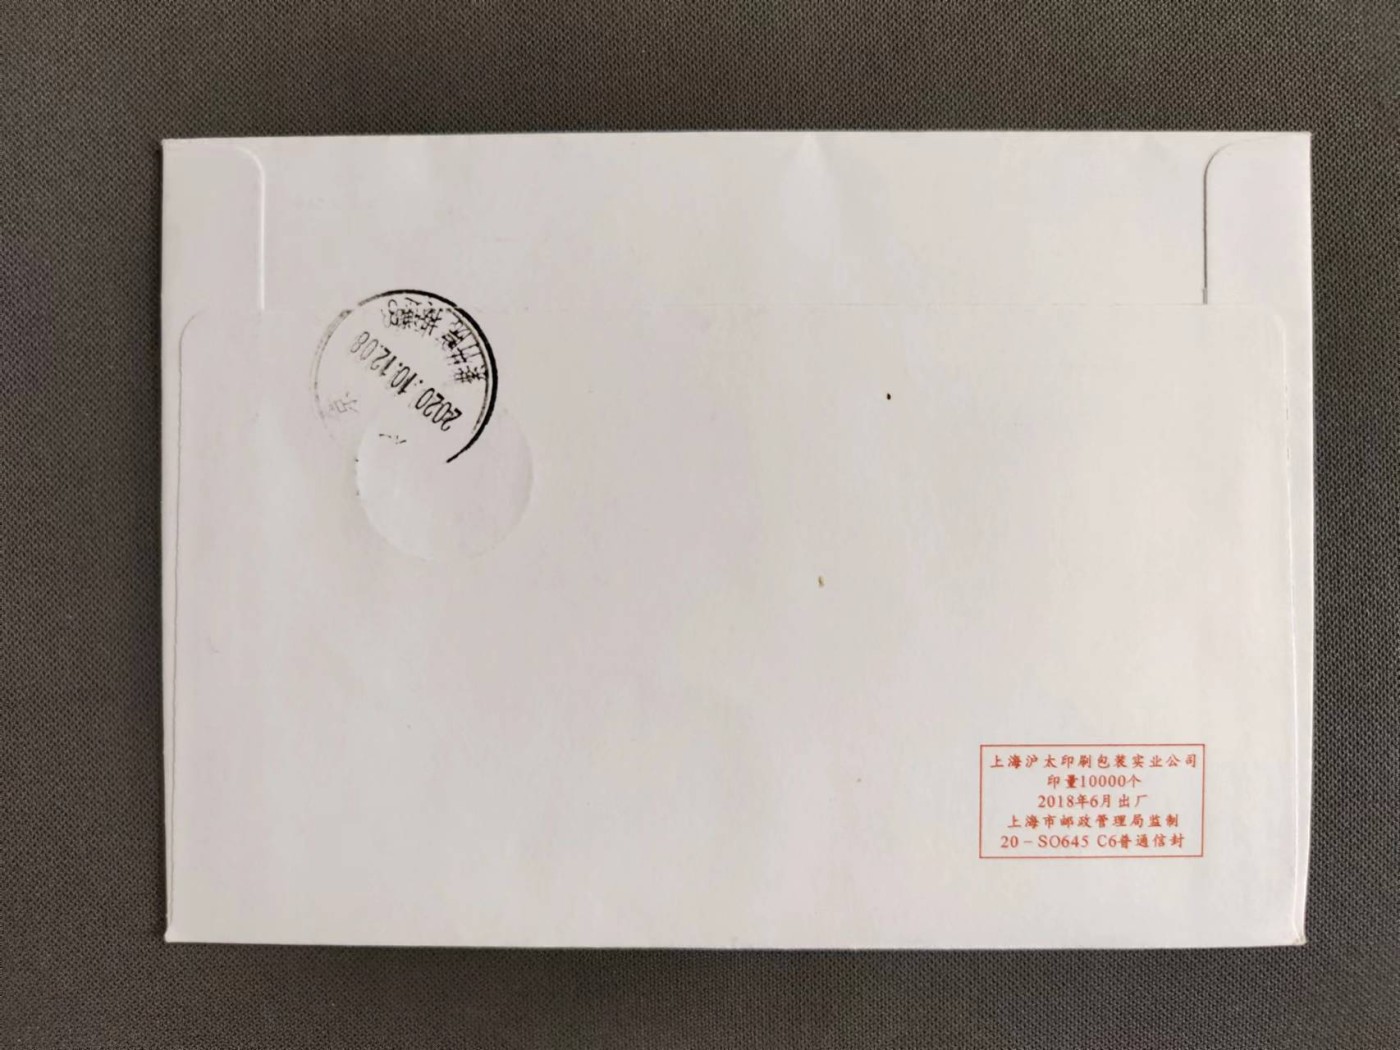 2020.10.12.08
京
上海沪太印刷包装实业公司
印量10000个
2018年6月出厂
上海市邮政管理局监制
20－SO645 C6普通信封